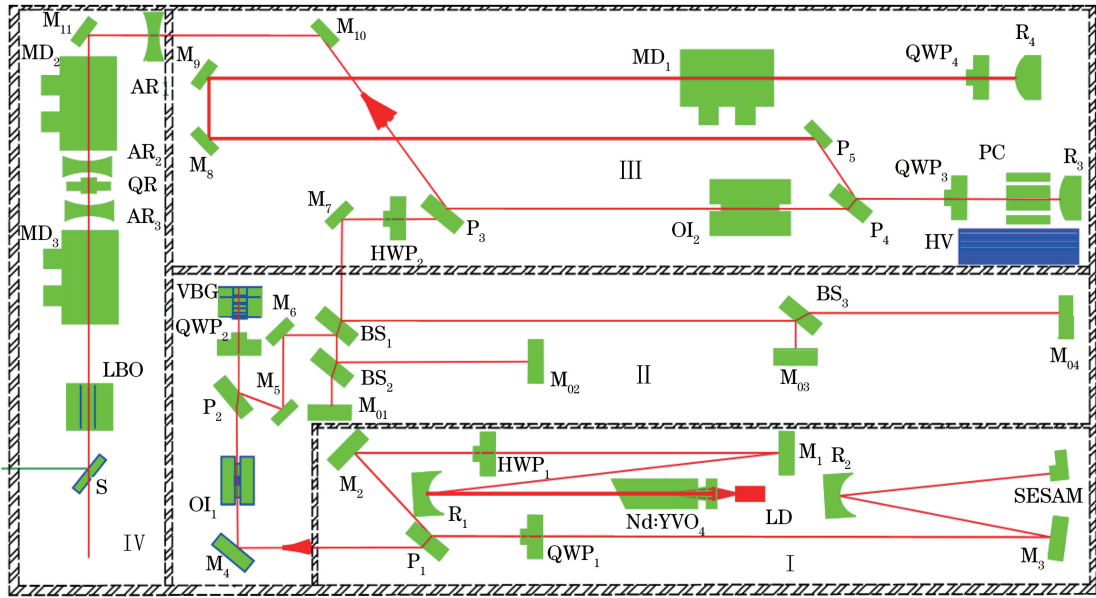 M₁₁
M₁₀
MD₂
M₉
MD₁
QWP₄
R₄
AR₁
M₈
P₅
AR₂
QR
AR₃
III
QWP₃
PC
R₃
M₇
HWP₂
P₃
OI₂
P₄
HV
MD₃
VBG
M₆
BS₃
QWP₂
BS₁
LBO
M₅
BS₂
M₀₂
II
M₀₃
M₀₄
P₂
M₀₁
M₂
HWP₁
M₁
R₂
S
OI₁
R₁
Nd:YVO₄
LD
SESAM
IV
M₄
P₁
QWP₁
I
M₃